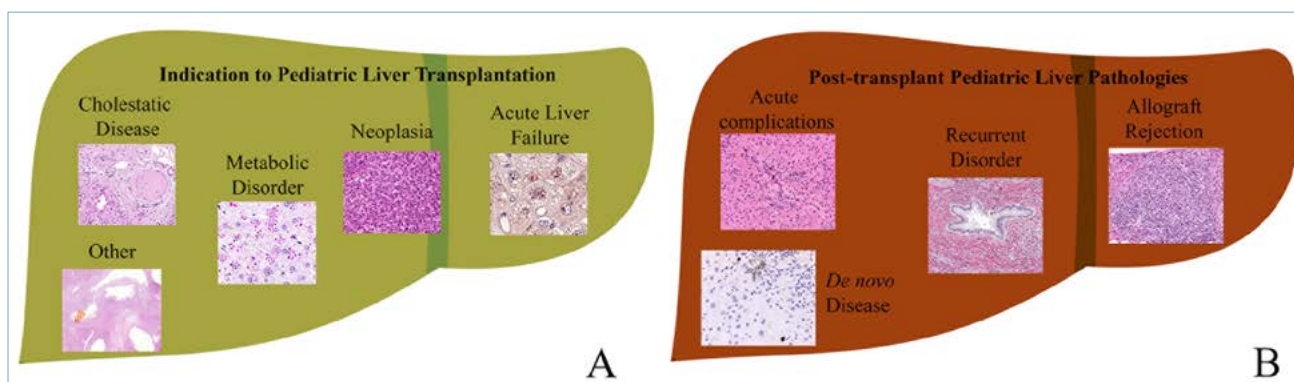 Indication to Pediatric Liver Transplantation
Cholestatic
Disease
Metabolic
Disorder
Neoplasia
Acute Liver
Failure
Other
A
Post-transplant Pediatric Liver Pathologies
Acute
complications
Recurrent
Disorder
Allograft
Rejection
De novo
Disease
B